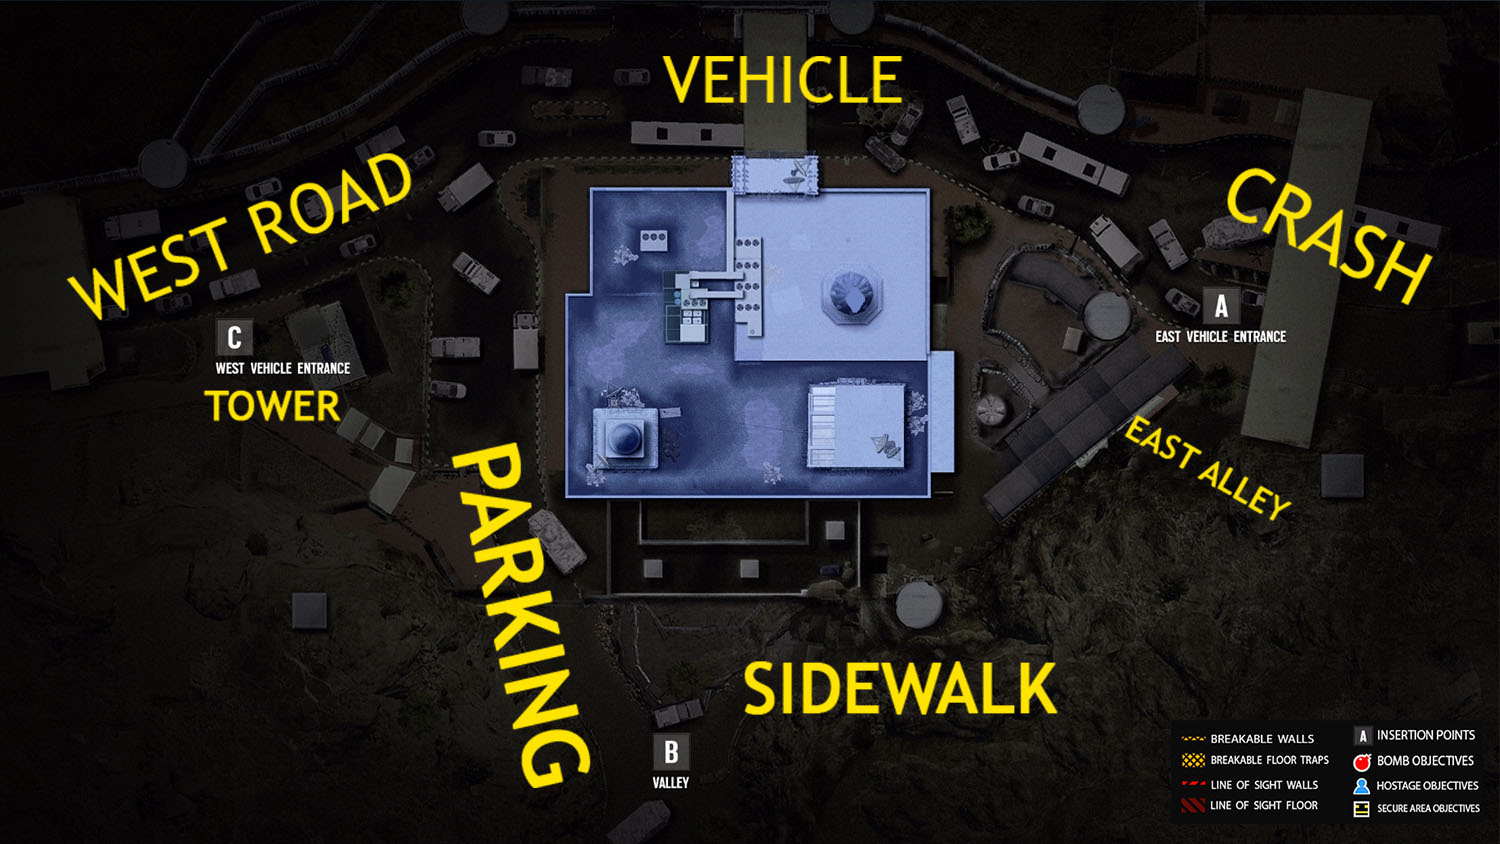 VEHICLE
WEST ROAD
CRASH
C
WEST VEHICLE ENTRANCE
TOWER
A
EAST VEHICLE ENTRANCE
EAST ALLEY
PARKING
SIDEWALK
B
VALLEY
BREAKABLE WALLS
BREAKABLE FLOOR TRAPS
LINE OF SIGHT WALLS
LINE OF SIGHT FLOOR
A INSERTION POINTS
BOMB OBJECTIVES
HOSTAGE OBJECTIVES
SECURE AREA OBJECTIVES